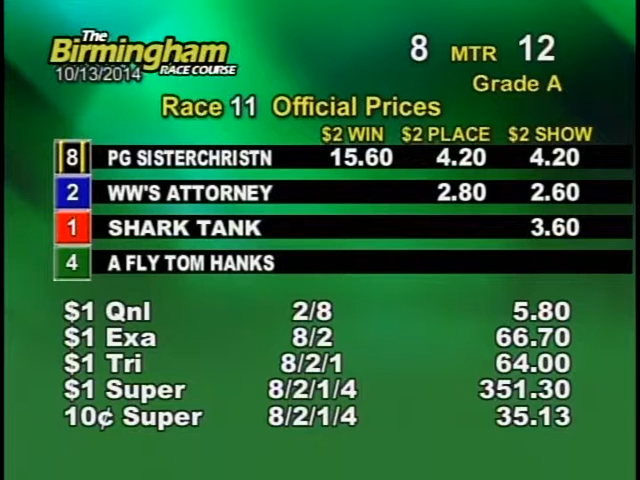 The
Birmingham
RACE COURSE
10/13/2014
8 MTR 12
Grade A
Race 11 Official Prices
$2 WIN $2 PLACE $2 SHOW
8 PG SISTERCHRISTN 15.60 4.20 4.20
2 WW'S ATTORNEY 2.80 2.60
1 SHARK TANK 3.60
4 A FLY TOM HANKS
$1 Qnl 2/8 5.80
$1 Exa 8/2 66.70
$1 Tri 8/2/1 64.00
$1 Super 8/2/1/4 351.30
10¢ Super 8/2/1/4 35.13